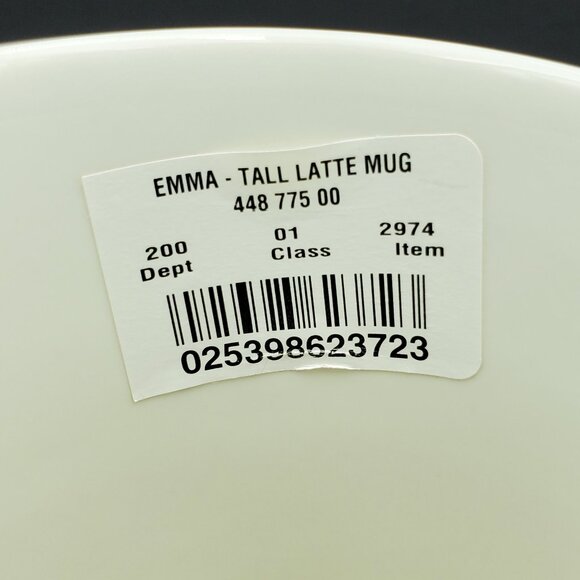 EMMA - TALL LATTE MUG
448 775 00
200 01 2974
Dept Class Item
025398623723